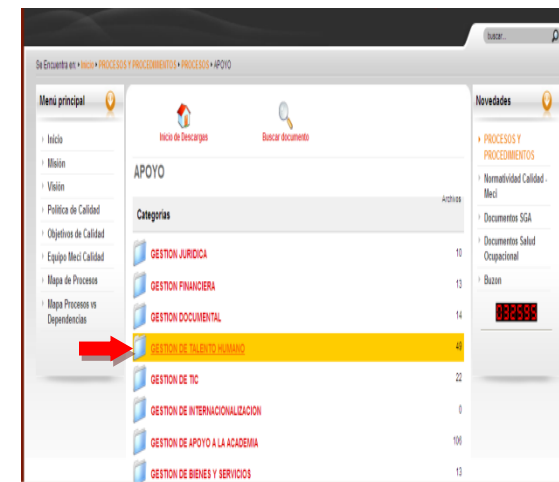 buscar...
Se Encuentra en: • Inicio • PROCESOS Y PROCEDIMIENTOS • PROCESOS • APOYO
Menú principal
Inicio
Misión
Visión
Política de Calidad
Objetivos de Calidad
Equipo Meci Calidad
Mapa de Procesos
Mapa Procesos vs
Dependencias
Inicio de Descargas
Buscar documento
APOYO
Categorias
Archivos
GESTION JURIDICA 10
GESTION FINANCIERA 13
GESTION DOCUMENTAL 14
GESTION DE TALENTO HUMANO 49
GESTION DE TIC 22
GESTION DE INTERNACIONALIZACION 0
GESTION DE APOYO A LA ACADEMIA 106
GESTION DE BIENES Y SERVICIOS 13
Novedades
PROCESOS Y
PROCEDIMIENTOS
Normatividad Calidad -
Meci
Documentos SGA
Documentos Salud
Ocupacional
Buzon
032595